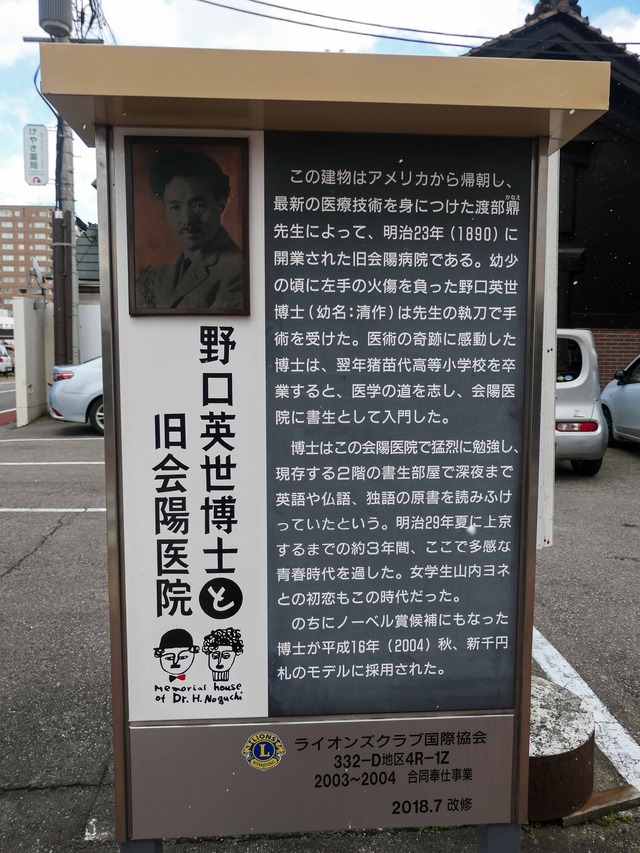 けやき薬局
野口英世博士と
旧会陽医院
memorial house
of Dr. H. Noguchi
この建物はアメリカから帰朝し、
最新の医療技術を身につけた渡部鼎
かなえ
先生によって、明治23年(1890)に
開業された旧会陽病院である。幼少
の頃に左手の火傷を負った野口英世
博士(幼名:清作)は先生の執刀で手
術を受けた。医術の奇跡に感動した
博士は、翌年猪苗代高等小学校を卒
業すると、医学の道を志し、会陽医
院に書生として入門した。
博士はこの会陽医院で猛烈に勉強し、
現存する2階の書生部屋で深夜まで
英語や仏語、独語の原書を読みふけ
っていたという。明治29年夏に上京
するまでの約3年間、ここで多感な
青春時代を過した。女学生山内ヨネ
との初恋もこの時代だった。
のちにノーベル賞候補にもなった
博士が平成16年(2004)秋、新千円
札のモデルに採用された。
LIONS
L
INTERNATIONAL
ライオンズクラブ国際協会
332-D地区4R-1Z
2003~2004 合同奉仕事業
2018.7 改修